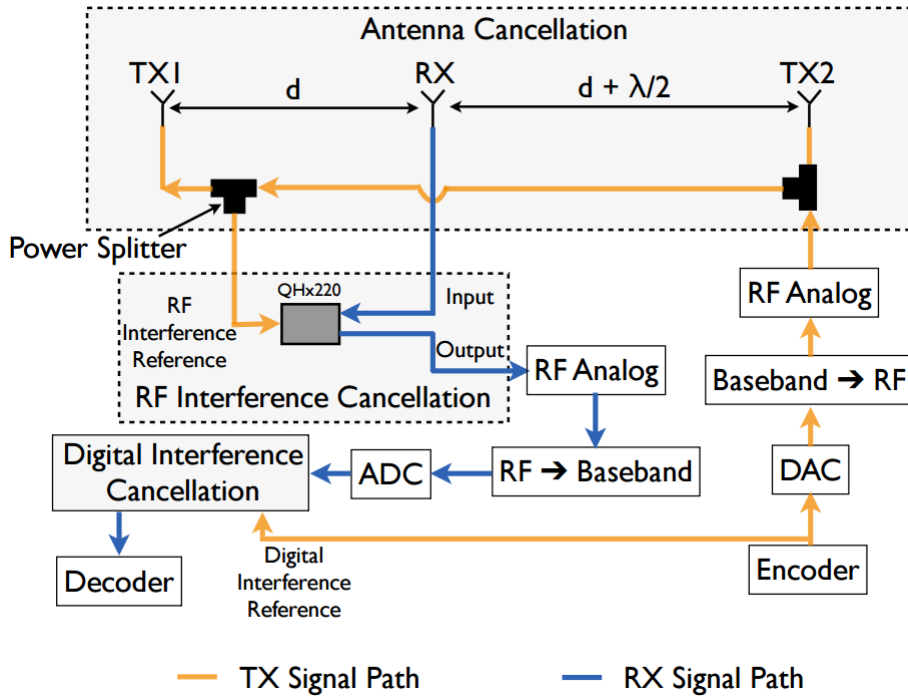 Antenna Cancellation
TX1
RX
TX2
d
d + λ/2
Power Splitter
RF Analog
QHx220
RF
Interference
Reference
Input
Output
RF Interference Cancellation
RF Analog
Baseband ➔ RF
Digital Interference
Cancellation
ADC
RF ➔ Baseband
DAC
Decoder
Digital
Interference
Reference
Encoder
TX Signal Path
RX Signal Path